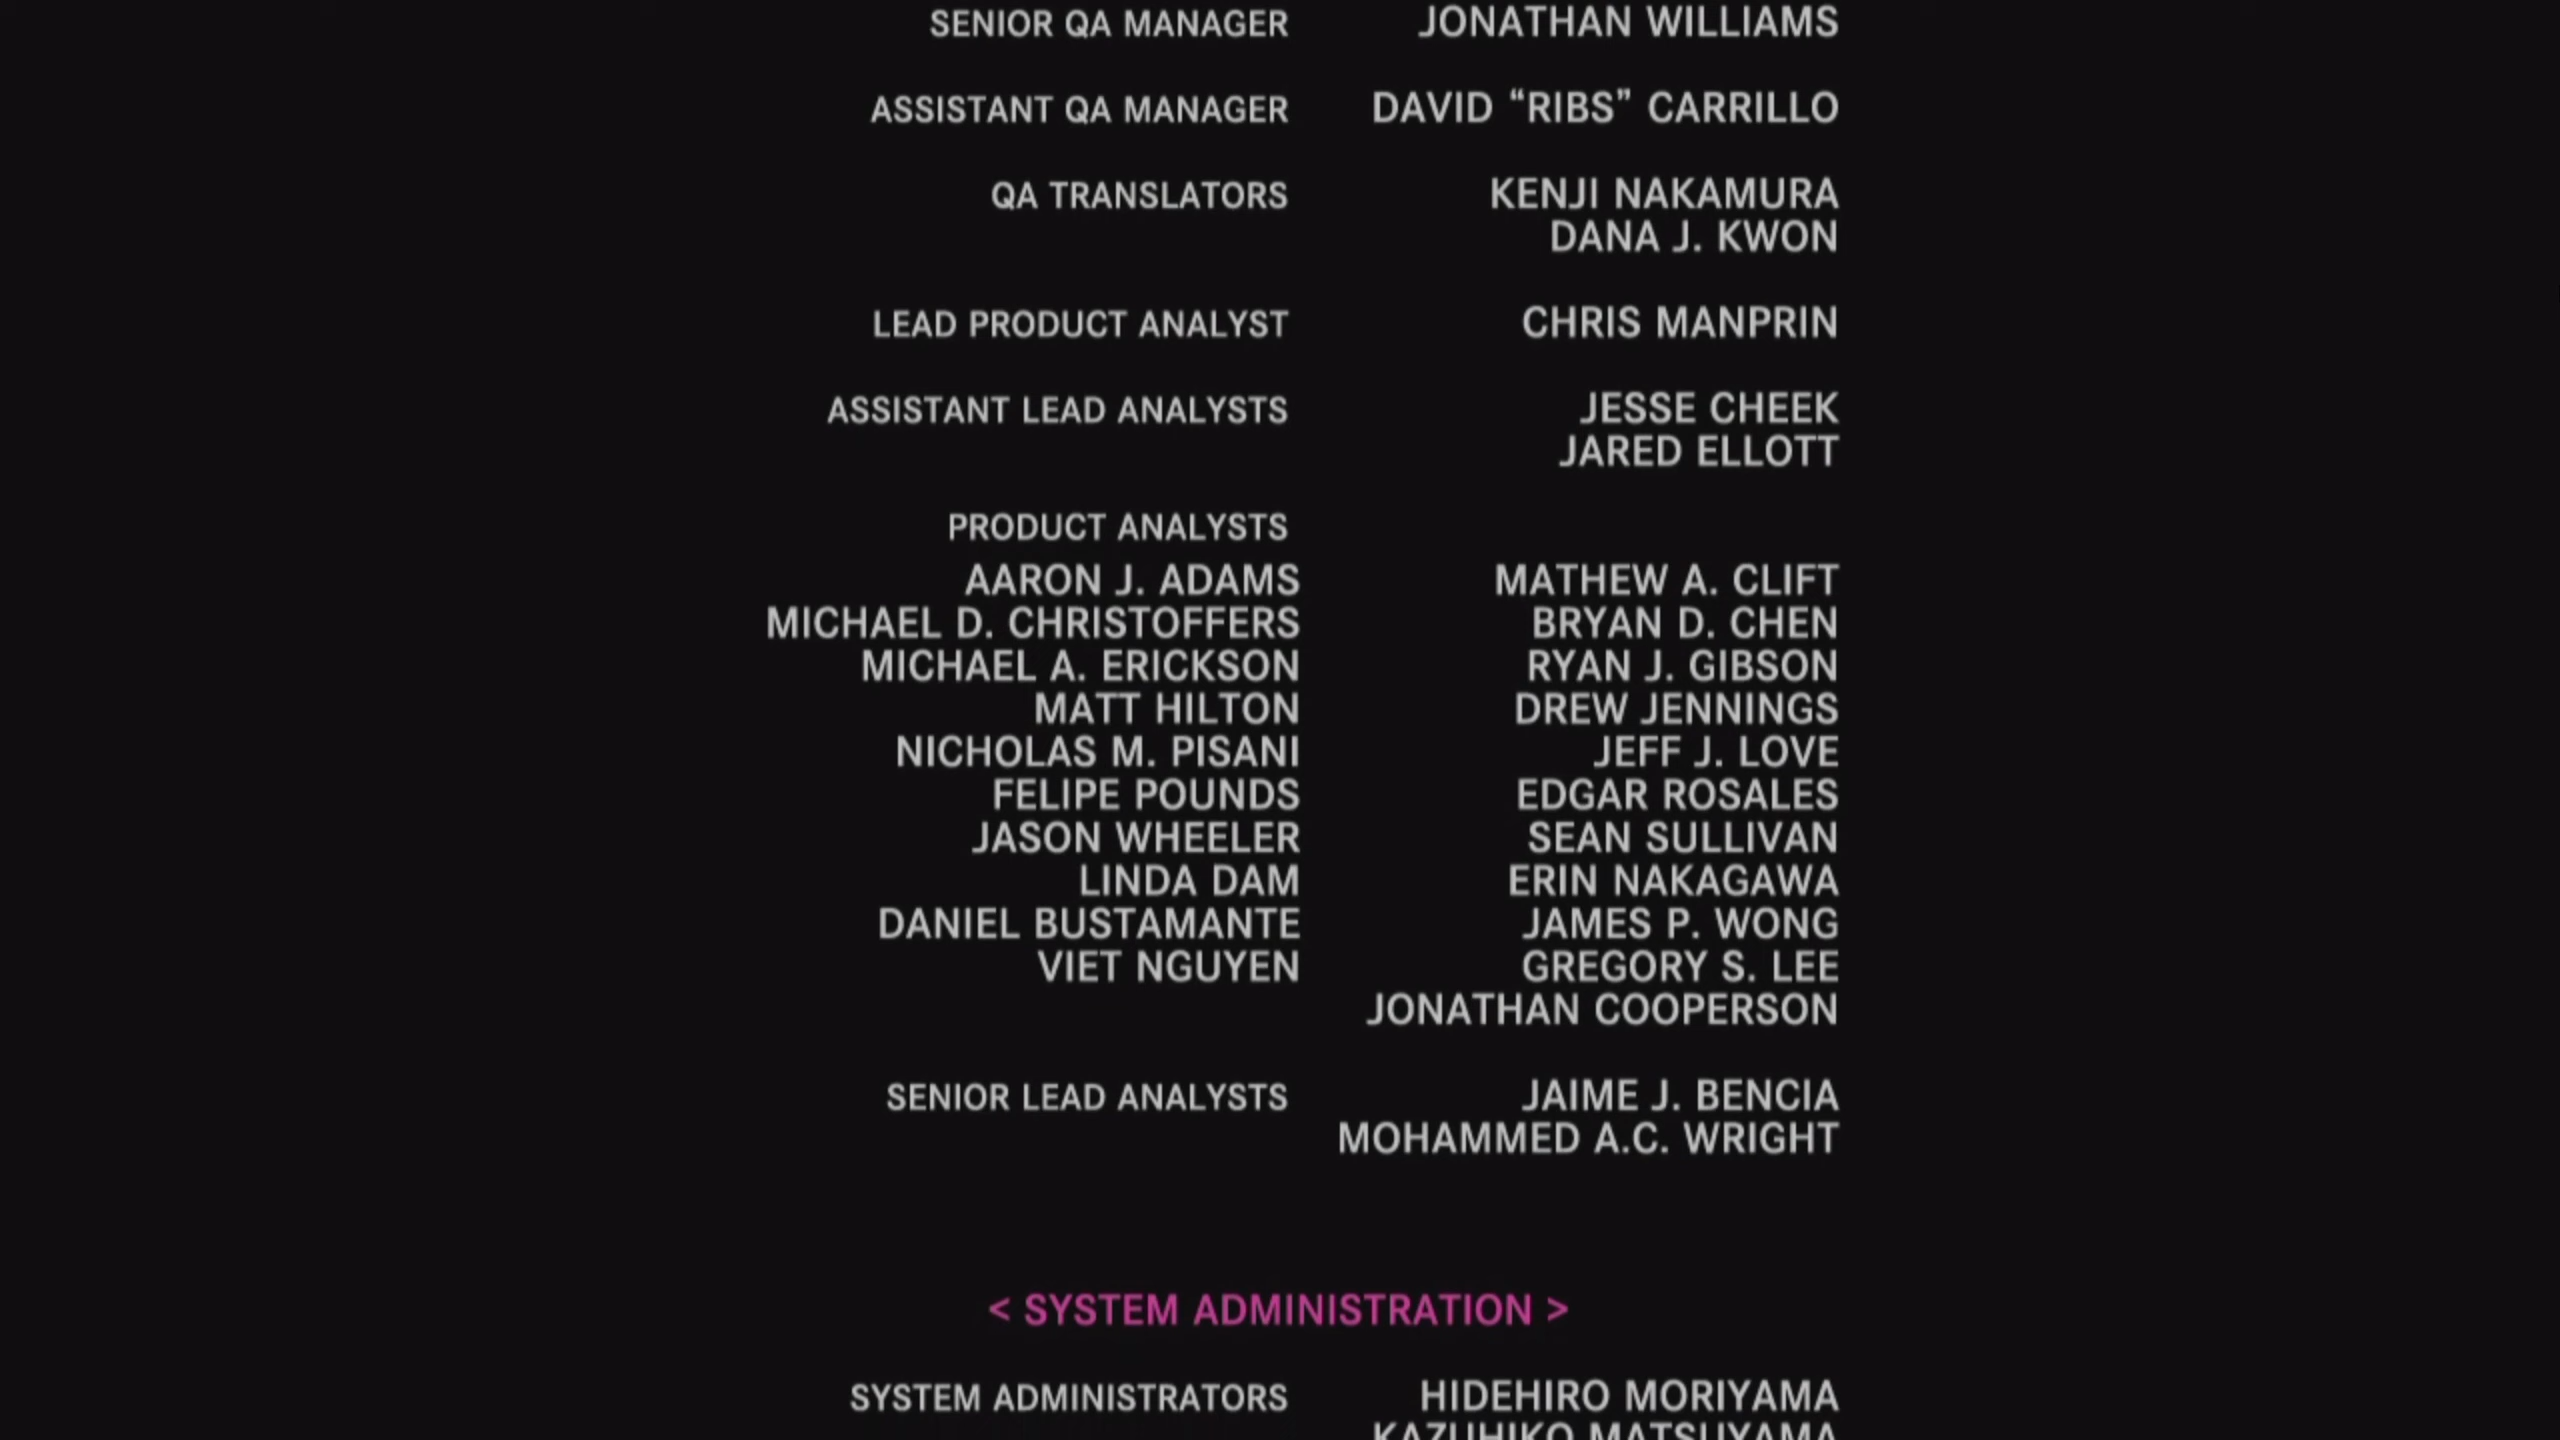 SENIOR QA MANAGER JONATHAN WILLIAMS
ASSISTANT QA MANAGER DAVID “RIBS” CARRILLO
QA TRANSLATORS KENJI NAKAMURA
DANA J. KWON
LEAD PRODUCT ANALYST CHRIS MANPRIN
ASSISTANT LEAD ANALYSTS JESSE CHEEK
JARED ELLOTT
PRODUCT ANALYSTS
AARON J. ADAMS MATHEW A. CLIFT
MICHAEL D. CHRISTOFFERS BRYAN D. CHEN
MICHAEL A. ERICKSON RYAN J. GIBSON
MATT HILTON DREW JENNINGS
NICHOLAS M. PISANI JEFF J. LOVE
FELIPE POUNDS EDGAR ROSALES
JASON WHEELER SEAN SULLIVAN
LINDA DAM ERIN NAKAGAWA
DANIEL BUSTAMANTE JAMES P. WONG
VIET NGUYEN GREGORY S. LEE
JONATHAN COOPERSON
SENIOR LEAD ANALYSTS JAIME J. BENCIA
MOHAMMED A.C. WRIGHT
< SYSTEM ADMINISTRATION >
SYSTEM ADMINISTRATORS HIDEHIRO MORIYAMA
KAZUHIKO MATSUYAMA